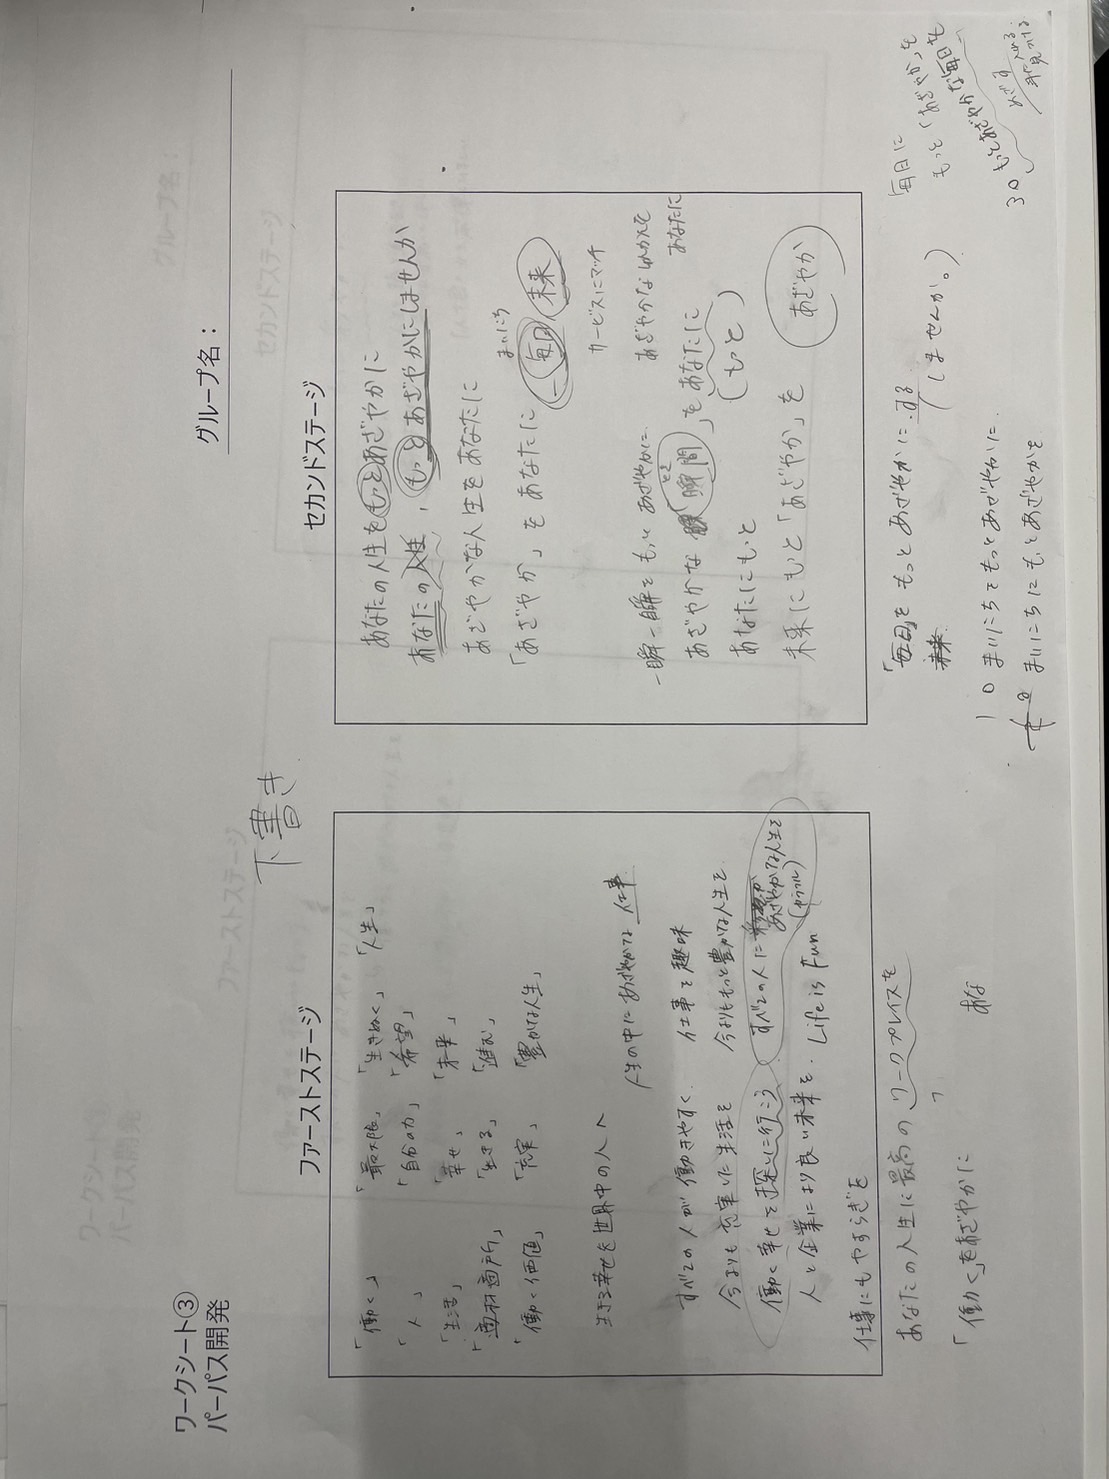 ワークシート③
パーパス開発
グループ名：
下書き
ファーストステージ
「働く」 「最大限」 「生きぬく」 「人生」
「人」 「自分の力」 「希望」
「生活」 「幸せ」 「未来」
「適材適所」 「生きる」 「進む」
「働く価値」 「充実」 「豊かな人生」
生きる幸せを世界中の人へ
人生の中にあざやかな仕事
すべての人が働きやすく 仕事を趣味
今よりも充実した生活を 今よりももっと豊かな人生を
働く幸せを探しに行こう すべての人に
あざやかな人生を
(カラフル)
人と企業により良い未来を Life is Fun
仕事にもやすらぎを
あなたの人生に最高のワークプレイスを
「働く」をあざやかに あな
セカンドステージ
あなたの人生をもっとあざやかに
あなたの人生、もっとあざやかにしませんか
あざやかな人生をあなたに
まいにち
「あざやか」をあなたに 毎日 未来
サービスにマッチ
一瞬一瞬をもっとあざやかに. あざやかなしゅんかんを
あなたに
とき
あざやかな 瞬間」をあなたに
あなたにもっと (もっと)
未来にもっと「あざやか」を あざやか
「毎日」をもっとあざやかにする
未来 (しませんか。)
10 まいにちをもっとあざやかに.
まいにちにもっとあざやかを
毎日に
もっと「あざやか」を
30 もっとあざやかな毎日を
めざす
手に入れる
見つける